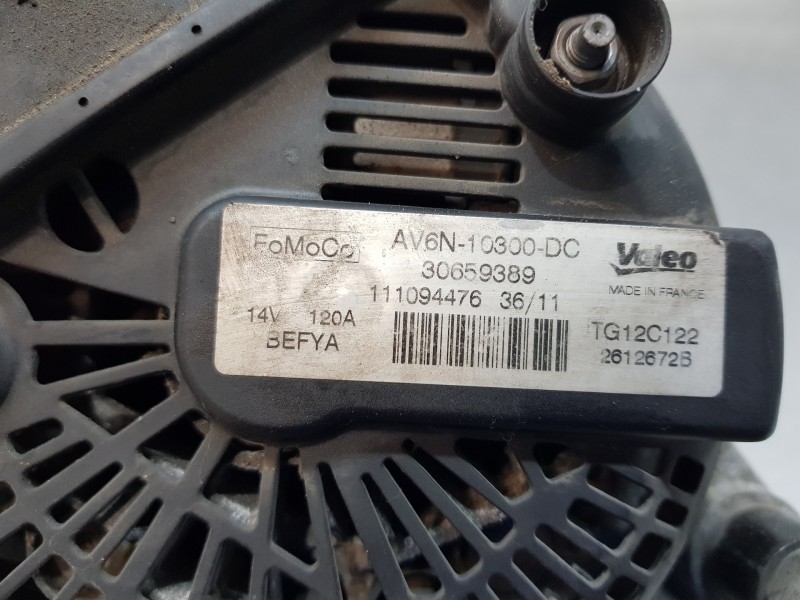 FoMoCo AV6N-10300-DC Valeo
30659389
MADE IN FRANCE
111094476 36/11
14V 120A
BEFYA
TG12C122
2612672B